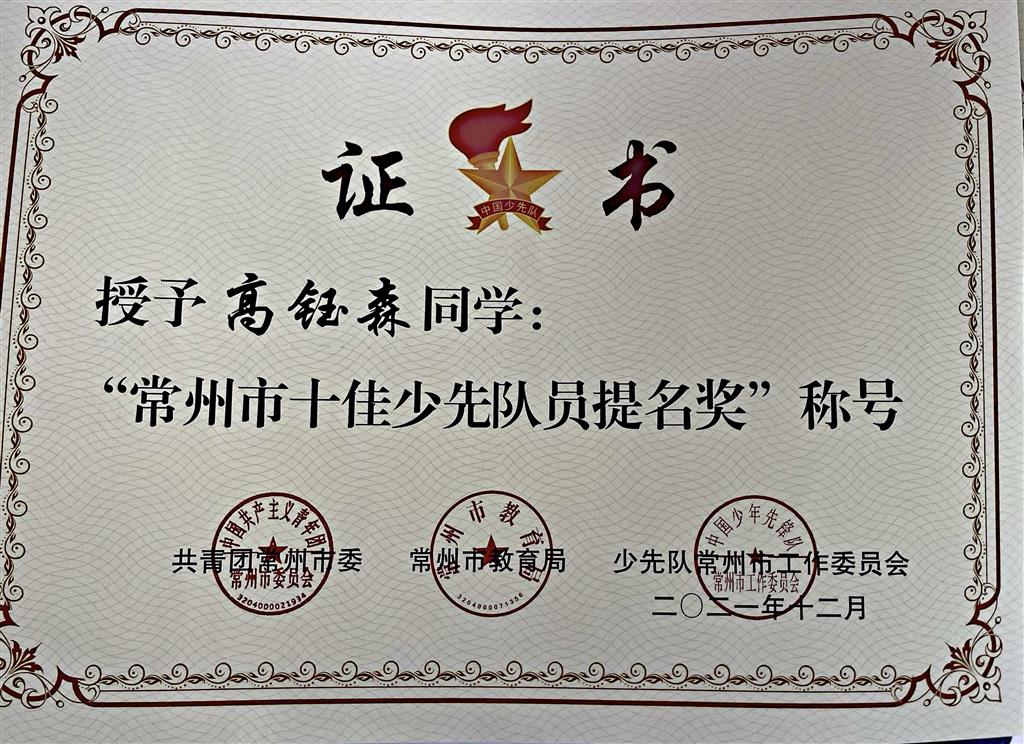 证书
中国少先队
授予高钰森同学：
“常州市十佳少先队员提名奖”称号
中国共产主义青年团
常州市委员会
3204000021934
共青团常州市委
常州市教育局
3204000071356
常州市教育局
中国少年先锋队
常州市工作委员会
少先队常州市工作委员会
二〇二一年十二月